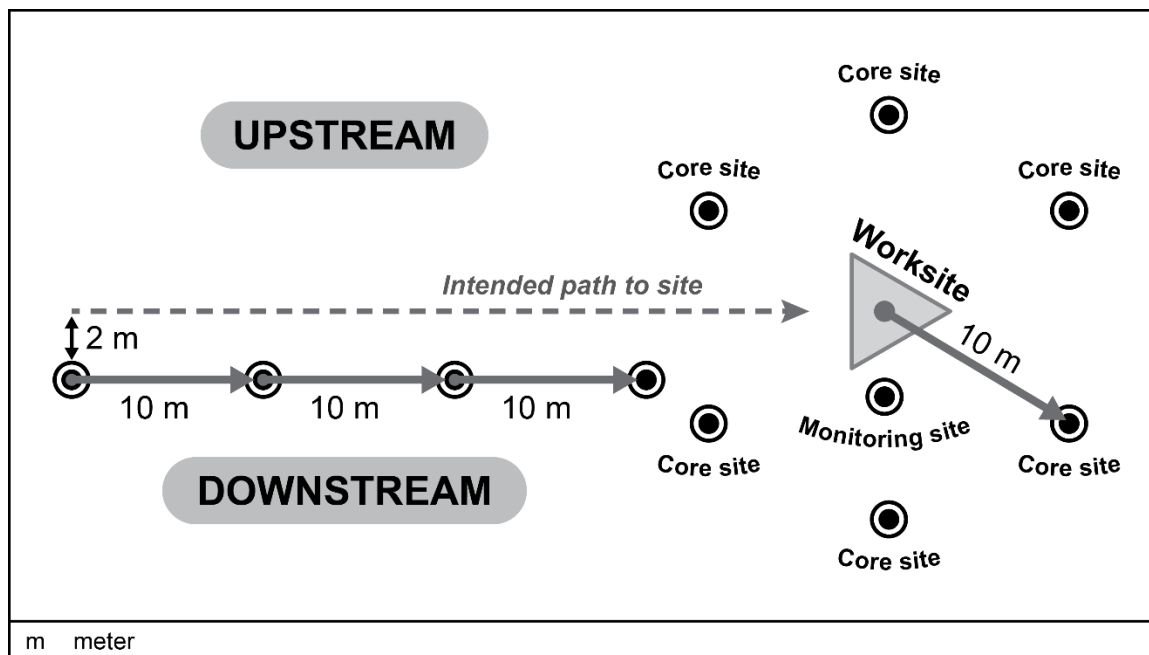 Core site
UPSTREAM
Core site
Core site
Worksite
Intended path to site
2 m
10 m
10 m
10 m
10 m
Monitoring site
Core site
Core site
DOWNSTREAM
Core site
m meter